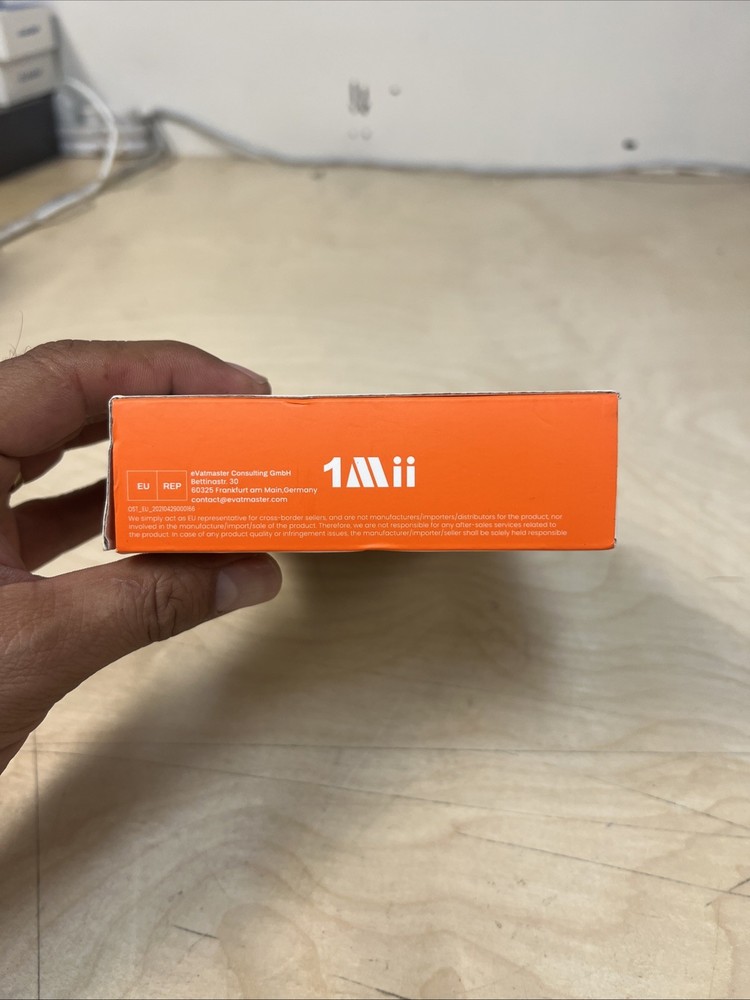 1Mii
EU REP
eVatmaster Consulting GmbH
Bettinastr. 30
60325 Frankfurt am Main,Germany
contact@evatmaster.com
OST_EU_2021042900056
We simply act as EU representative for cross-border sellers, and are not manufacturers/importers/distributors for the product, nor
involved in the manufacture/import/sale of the product. Therefore, we are not responsible for any after-sales services related to
the product. In case of any product quality or infringement issues, the manufacturer/importer/seller shall be solely held responsible